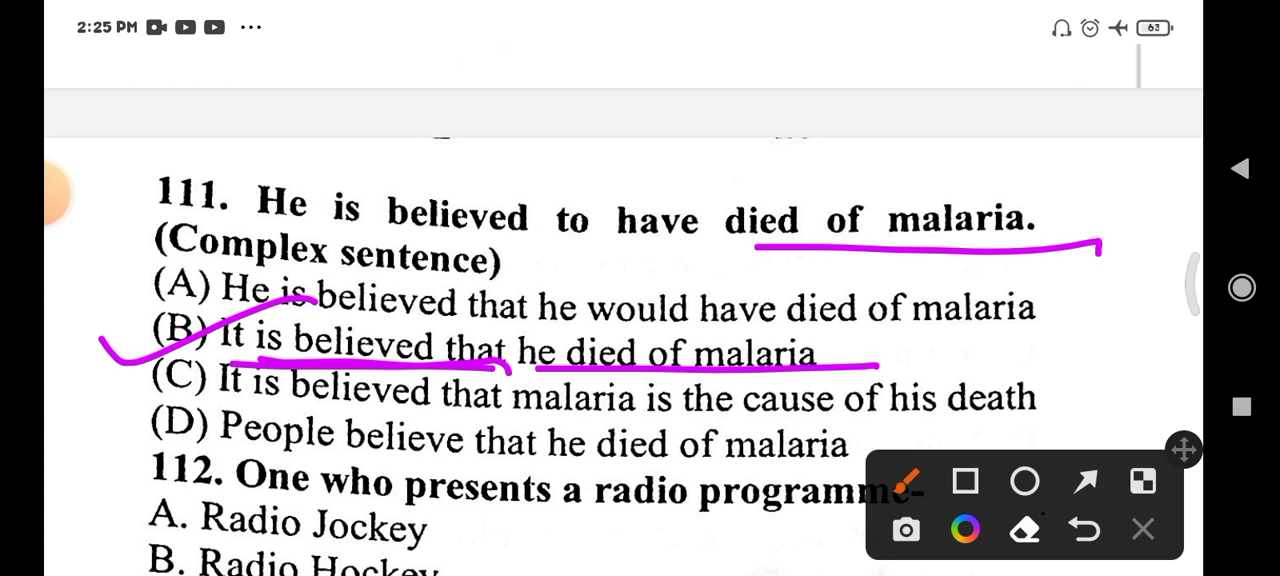 2:25 PM
63
111. He is believed to have died of malaria.
(Complex sentence)
(A) He is believed that he would have died of malaria
(B) It is believed that he died of malaria
(C) It is believed that malaria is the cause of his death
(D) People believe that he died of malaria
112. One who presents a radio programme-
A. Radio Jockey
B. Radio Hockey